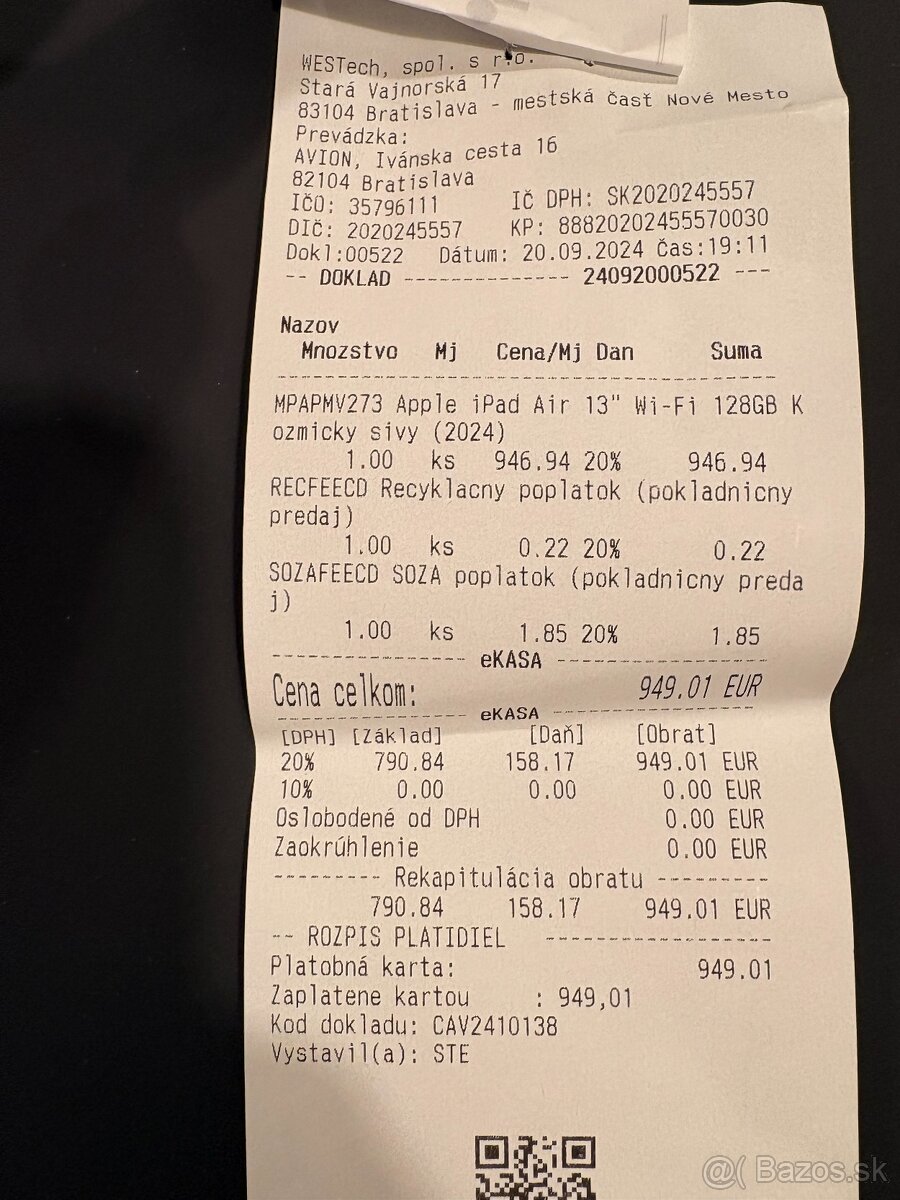 WESTech, spol. s r.o.
Stará Vajnorská 17
83104 Bratislava - mestská časť Nové Mesto
Prevádzka:
AVION, Ivánska cesta 16
82104 Bratislava
IČO: 35796111 IČ DPH: SK2020245557
DIČ: 2020245557 KP: 88820202455570030
Dokl:00522 Dátum: 20.09.2024 Čas:19:11
-- DOKLAD -------------- 24092000522 ---
Nazov
Mnozstvo Mj Cena/Mj Dan Suma
MPAPMV273 Apple iPad Air 13" Wi-Fi 128GB K
ozmicky sivy (2024)
1.00 ks 946.94 20% 946.94
RECFEECD Recyklacny poplatok (pokladnicny
predaj)
1.00 ks 0.22 20% 0.22
SOZAFEECD SOZA poplatok (pokladnicny preda
j)
1.00 ks 1.85 20% 1.85
---------------- eKASA ----------------
Cena celkom: 949.01 EUR
---------------- eKASA ----------------
[DPH] [Základ] [Daň] [Obrat]
20% 790.84 158.17 949.01 EUR
10% 0.00 0.00 0.00 EUR
Oslobodené od DPH 0.00 EUR
Zaokrúhlenie 0.00 EUR
--------- Rekapitulácia obratu ---------
790.84 158.17 949.01 EUR
-- ROZPIS PLATIDIEL -------------------
Platobná karta: 949.01
Zaplatene kartou : 949,01
Kod dokladu: CAV2410138
Vystavil(a): STE
@( Bazos.sk